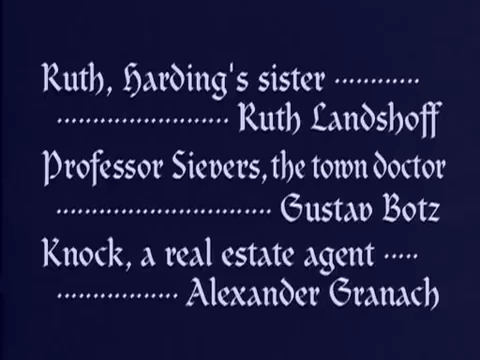 Ruth, Harding's sister ············
························ Ruth Landshoff
Professor Sievers, the town doctor
······························ Gustav Botz
Knock, a real estate agent ·····
················· Alexander Granach